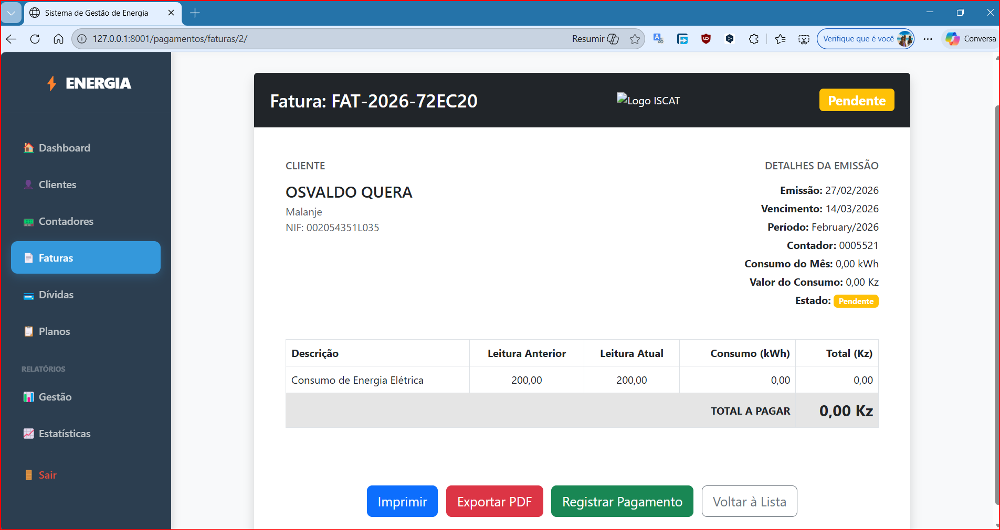 Sistema de Gestão de Energia
127.0.0.1:8001/pagamentos/faturas/2/
Resumir
Verifique que é você
Conversa
ENERGIA
Dashboard
Clientes
Contadores
Faturas
Dívidas
Planos
RELATÓRIOS
Gestão
Estatísticas
Sair
Fatura: FAT-2026-72EC20
Logo ISCAT
Pendente
CLIENTE
OSVALDO QUERA
Malanje
NIF: 002054351L035
DETALHES DA EMISSÃO
Emissão: 27/02/2026
Vencimento: 14/03/2026
Período: February/2026
Contador: 0005521
Consumo do Mês: 0,00 kWh
Valor do Consumo: 0,00 Kz
Estado: Pendente
Descrição Leitura Anterior Leitura Atual Consumo (kWh) Total (Kz)
Consumo de Energia Elétrica 200,00 200,00 0,00 0,00
TOTAL A PAGAR 0,00 Kz
Imprimir
Exportar PDF
Registrar Pagamento
Voltar à Lista